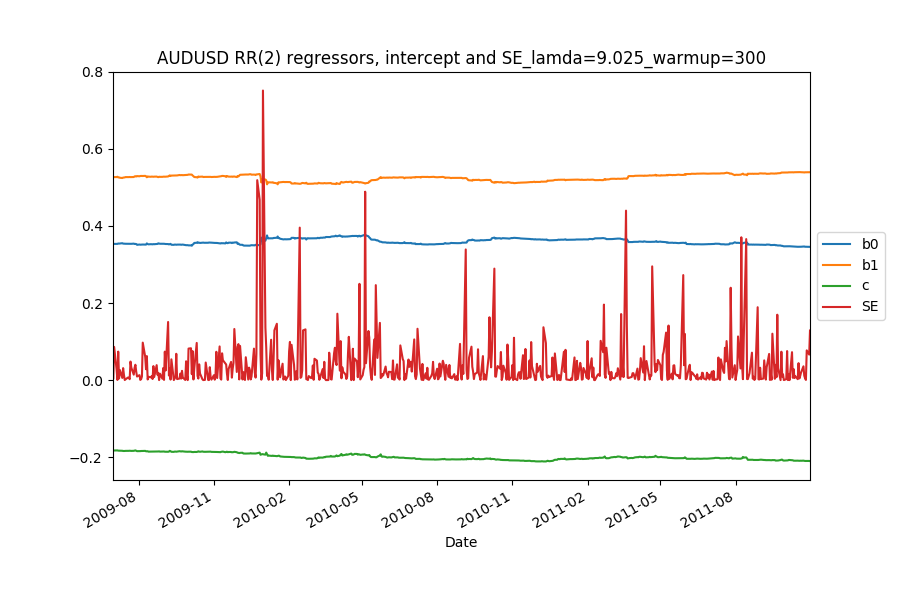 AUDUSD RR(2) regressors, intercept and SE_lamda=9.025_warmup=300
0.8
0.6
0.4
0.2
0.0
−0.2
b0
b1
c
SE
2009-08
2009-11
2010-02
2010-05
2010-08
2010-11
2011-02
2011-05
2011-08
Date